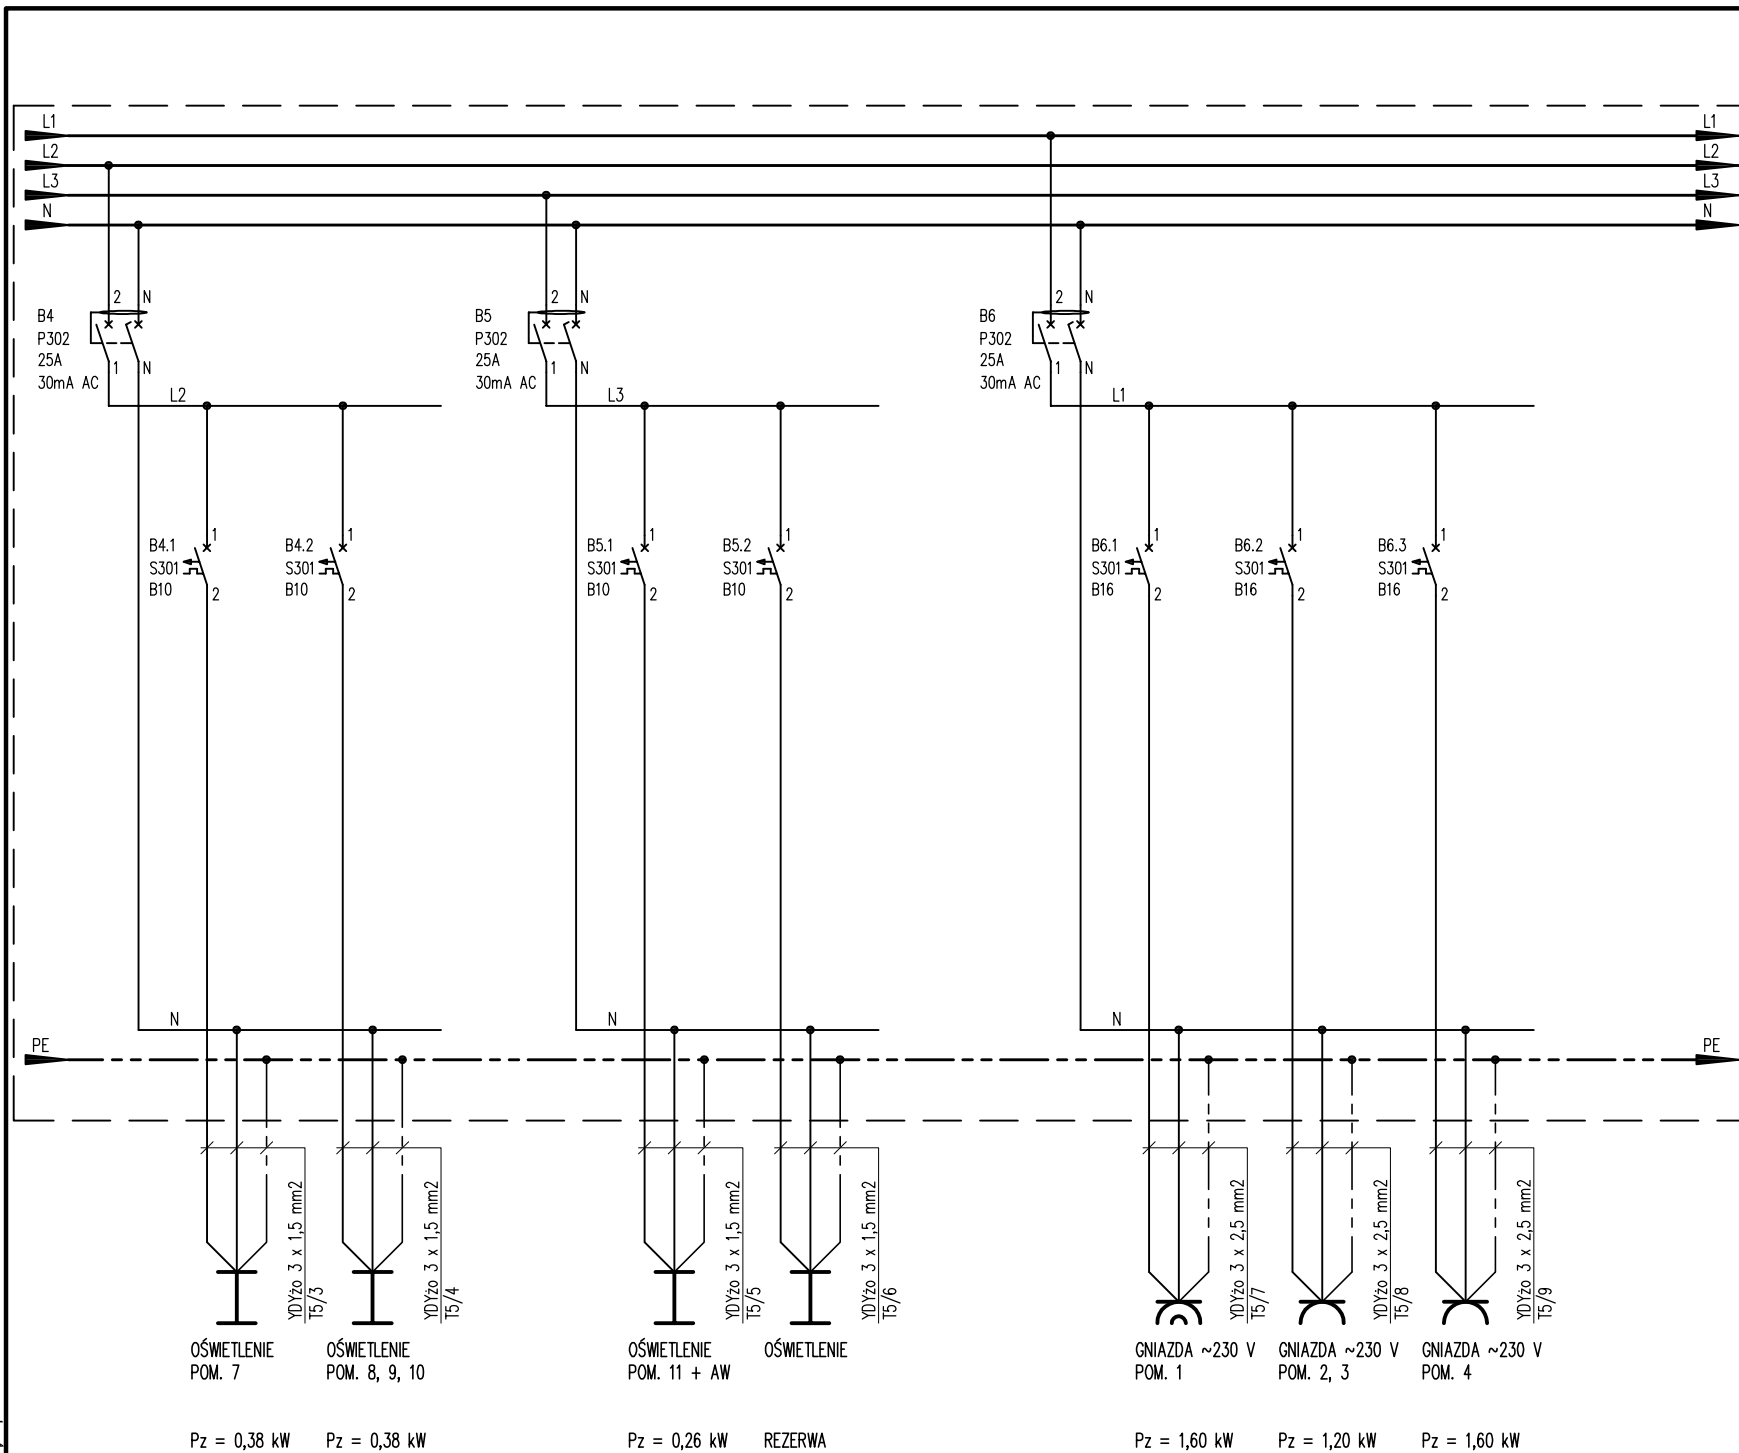 L1
L1
L2
L2
L3
L3
N
N
2 N
2 N
2 N
B4
P302
25A
30mA AC
1 N
B5
P302
25A
30mA AC
1 N
B6
P302
25A
30mA AC
1 N
L2
L3
L1
B4.1
S301
B10
1
2
B4.2
S301
B10
1
2
B5.1
S301
B10
1
2
B5.2
S301
B10
1
2
B6.1
S301
B16
1
2
B6.2
S301
B16
1
2
B6.3
S301
B16
1
2
N
N
N
PE
PE
YDYżo 3 x 1,5 mm2
T5/3
YDYżo 3 x 1,5 mm2
T5/4
YDYżo 3 x 1,5 mm2
T5/5
YDYżo 3 x 1,5 mm2
T5/6
YDYżo 3 x 2,5 mm2
T5/7
YDYżo 3 x 2,5 mm2
T5/8
YDYżo 3 x 2,5 mm2
T5/9
OŚWIETLENIE
POM. 7
Pz = 0,38 kW
OŚWIETLENIE
POM. 8, 9, 10
Pz = 0,38 kW
OŚWIETLENIE
POM. 11 + AW
Pz = 0,26 kW
OŚWIETLENIE
REZERWA
GNIAZDA ~230 V
POM. 1
Pz = 1,60 kW
GNIAZDA ~230 V
POM. 2, 3
Pz = 1,20 kW
GNIAZDA ~230 V
POM. 4
Pz = 1,60 kW